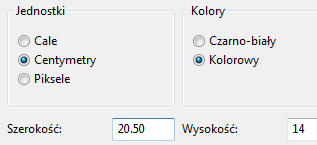 Jednostki Kolory
Cale Czarno-biały
Centymetry Kolorowy
Piksele
Szerokość: 20.50 Wysokość: 14